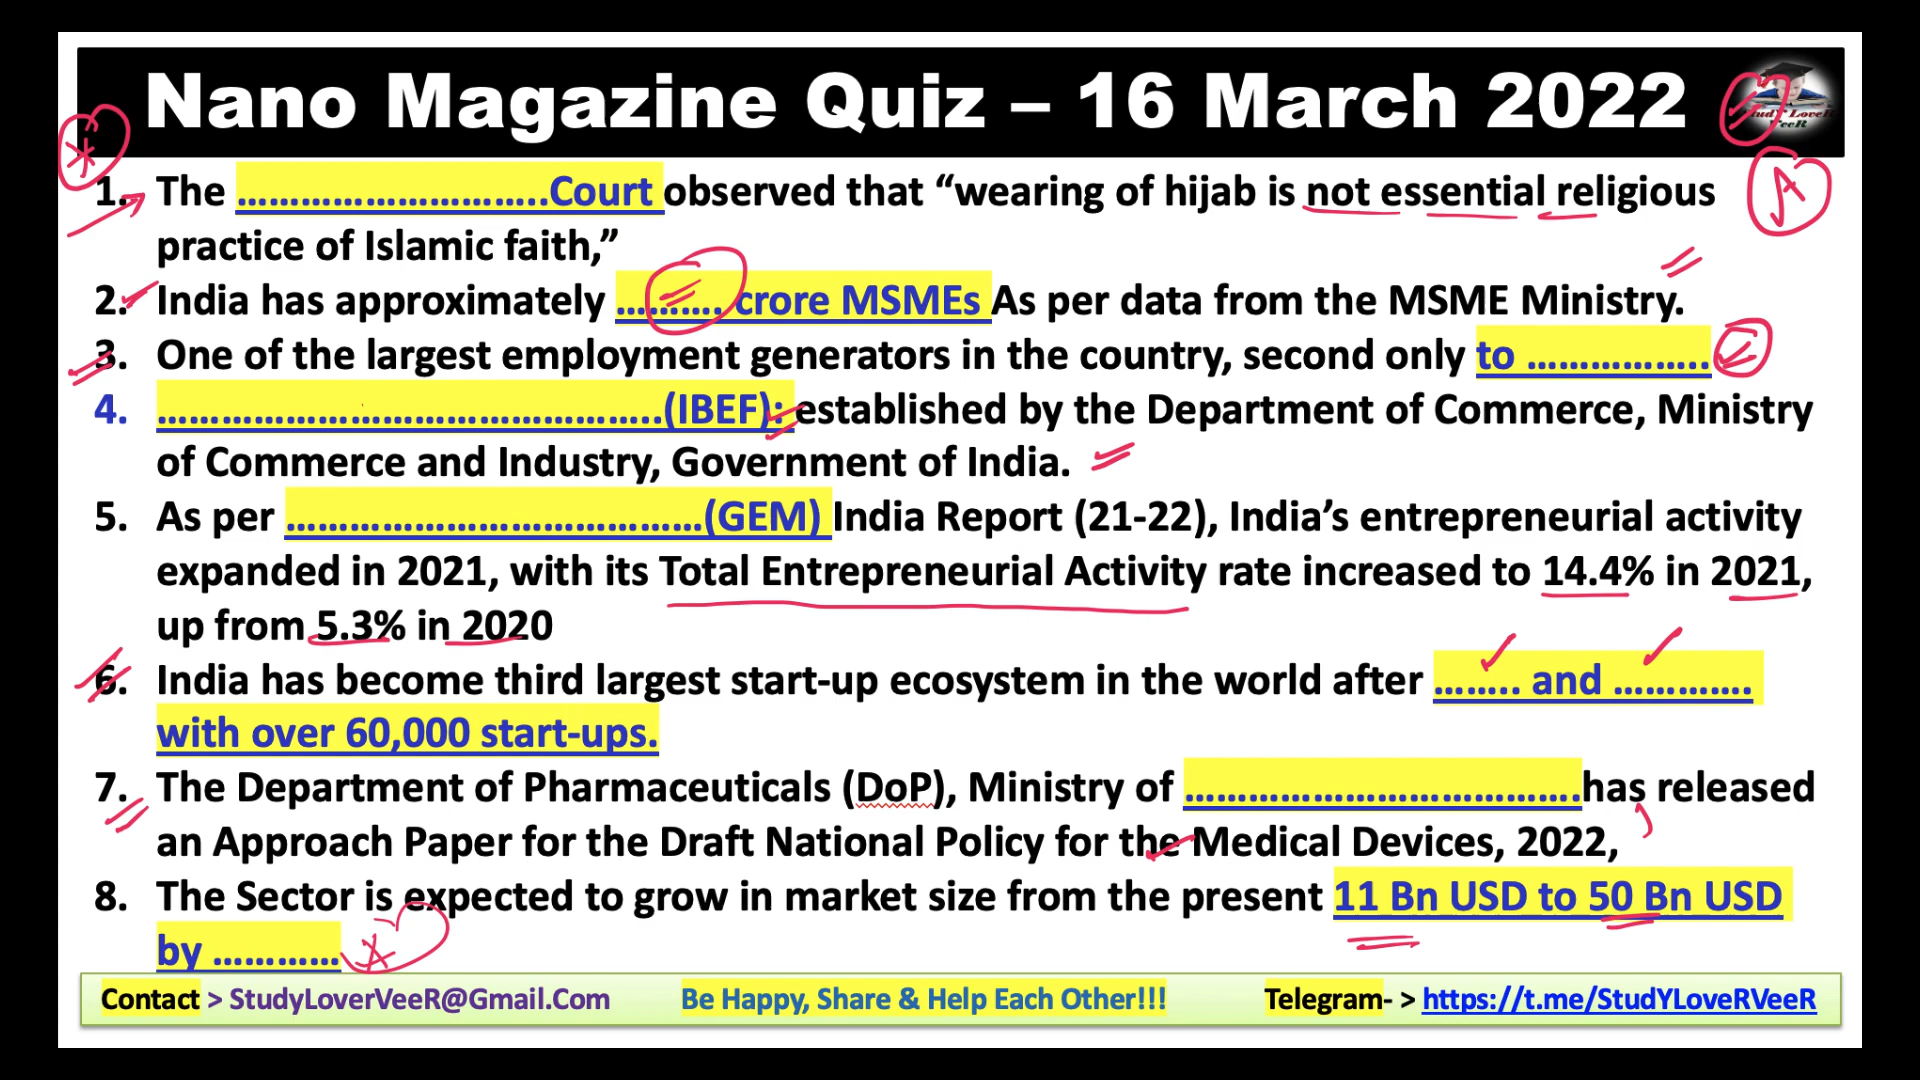 Nano Magazine Quiz – 16 March 2022
StudY LoveR
VeeR
A
1. The ……………………………..Court observed that “wearing of hijab is not essential religious
practice of Islamic faith,”
2. India has approximately ………. crore MSMEs As per data from the MSME Ministry.
3. One of the largest employment generators in the country, second only to ……………..
4. …………………………………………….(IBEF): established by the Department of Commerce, Ministry
of Commerce and Industry, Government of India.
5. As per …………………………………(GEM) India Report (21-22), India’s entrepreneurial activity
expanded in 2021, with its Total Entrepreneurial Activity rate increased to 14.4% in 2021,
up from 5.3% in 2020
6. India has become third largest start-up ecosystem in the world after …….. and ………….
with over 60,000 start-ups.
7. The Department of Pharmaceuticals (DoP), Ministry of ……………………………….has released
an Approach Paper for the Draft National Policy for the Medical Devices, 2022,
8. The Sector is expected to grow in market size from the present 11 Bn USD to 50 Bn USD
by …………
Contact > StudyLoverVeeR@Gmail.Com Be Happy, Share & Help Each Other!!! Telegram- > https://t.me/StudYLoveRVeeR